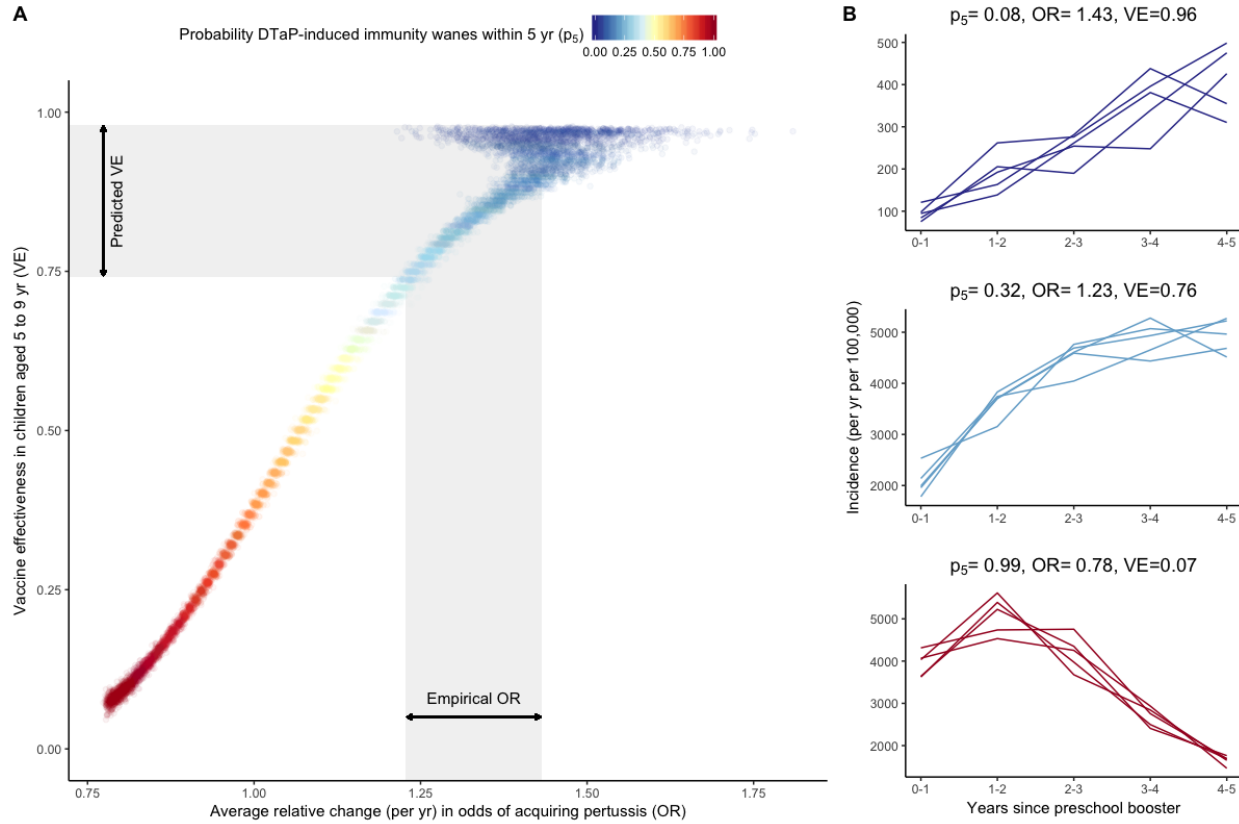 A
Probability DTaP-induced immunity wanes within 5 yr (p5)
0.00 0.25 0.50 0.75 1.00
Vaccine effectiveness in children aged 5 to 9 yr (VE)
1.00
0.75
0.50
0.25
0.00
Predicted VE
Empirical OR
0.75 1.00 1.25 1.50 1.75
Average relative change (per yr) in odds of acquiring pertussis (OR)
B
p5= 0.08, OR= 1.43, VE=0.96
500
400
300
200
100
0-1 1-2 2-3 3-4 4-5
p5= 0.32, OR= 1.23, VE=0.76
Incidence (per yr per 100,000)
5000
4000
3000
2000
0-1 1-2 2-3 3-4 4-5
p5= 0.99, OR= 0.78, VE=0.07
5000
4000
3000
2000
0-1 1-2 2-3 3-4 4-5
Years since preschool booster